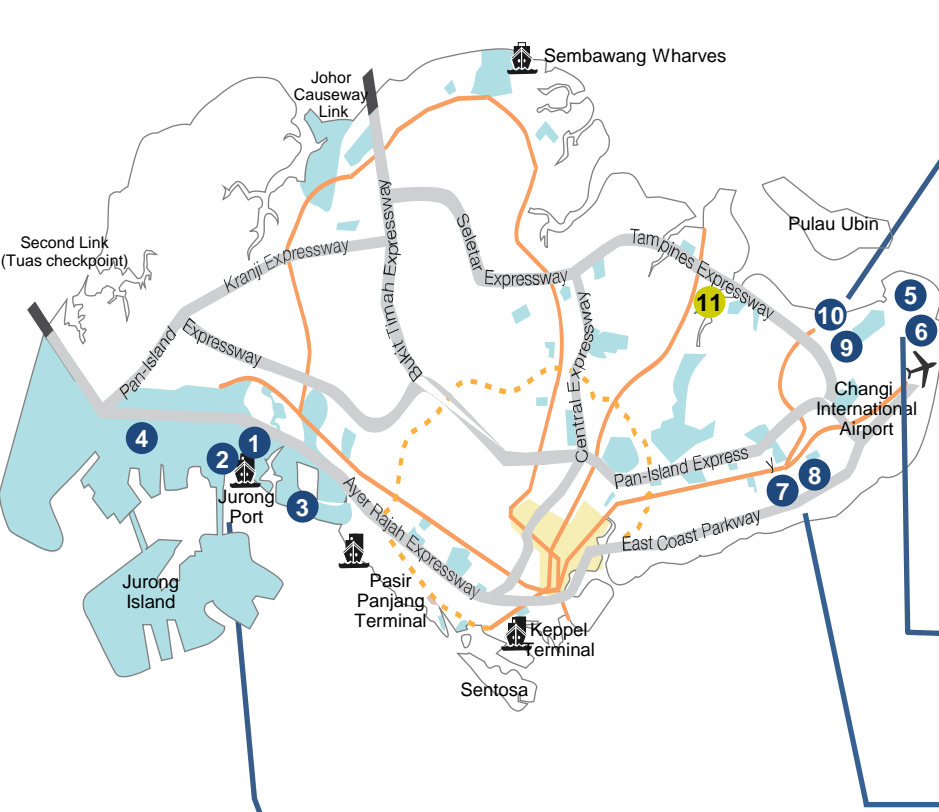 Sembawang Wharves
Johor
Causeway
Link
Pulau Ubin
Second Link
(Tuas checkpoint)
Kranji Expressway
Bukit Timah Expressway
Seletar
Expressway
Tampines Expressway
Central Expressway
Pan-Island
Expressway
11
10
9
5
6
Changi
International
Airport
4
1
2
3
Jurong
Port
Ayer Rajah Expressway
Pan-Island Express
y
7
8
East Coast Parkway
Jurong
Island
Pasir
Panjang
Terminal
Keppel
Terminal
Sentosa